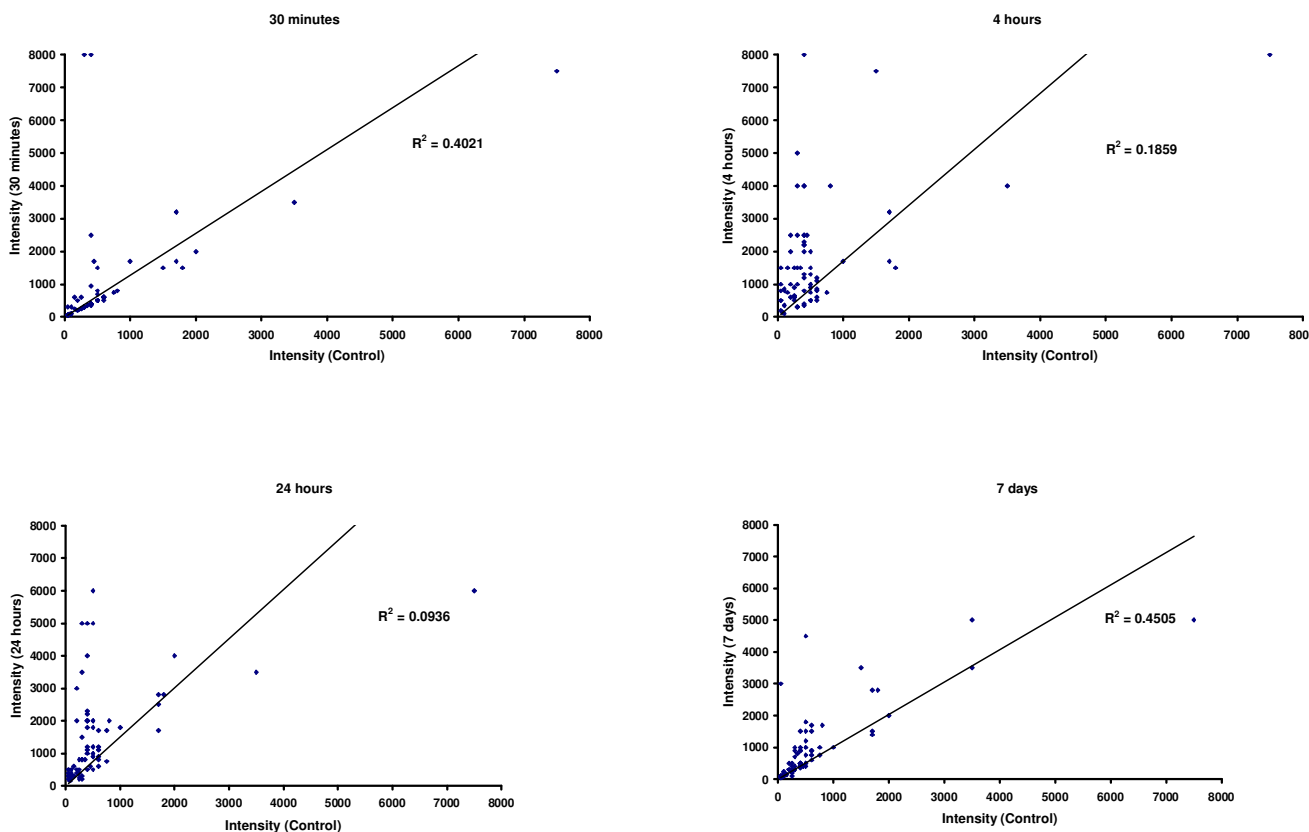 30 minutes
8000
7000
6000
5000
4000
3000
2000
1000
0
Intensity (30 minutes)
R2 = 0.4021
0 1000 2000 3000 4000 5000 6000 7000 8000
Intensity (Control)
4 hours
8000
7000
6000
5000
4000
3000
2000
1000
0
Intensity (4 hours)
R2 = 0.1859
0 1000 2000 3000 4000 5000 6000 7000 800
Intensity (Control)
24 hours
8000
7000
6000
5000
4000
3000
2000
1000
0
Intensity (24 hours)
R2 = 0.0936
0 1000 2000 3000 4000 5000 6000 7000 8000
Intensity (Control)
7 days
8000
7000
6000
5000
4000
3000
2000
1000
0
Intensity (7 days)
R2 = 0.4505
0 1000 2000 3000 4000 5000 6000 7000 8000
Intensity (Control)